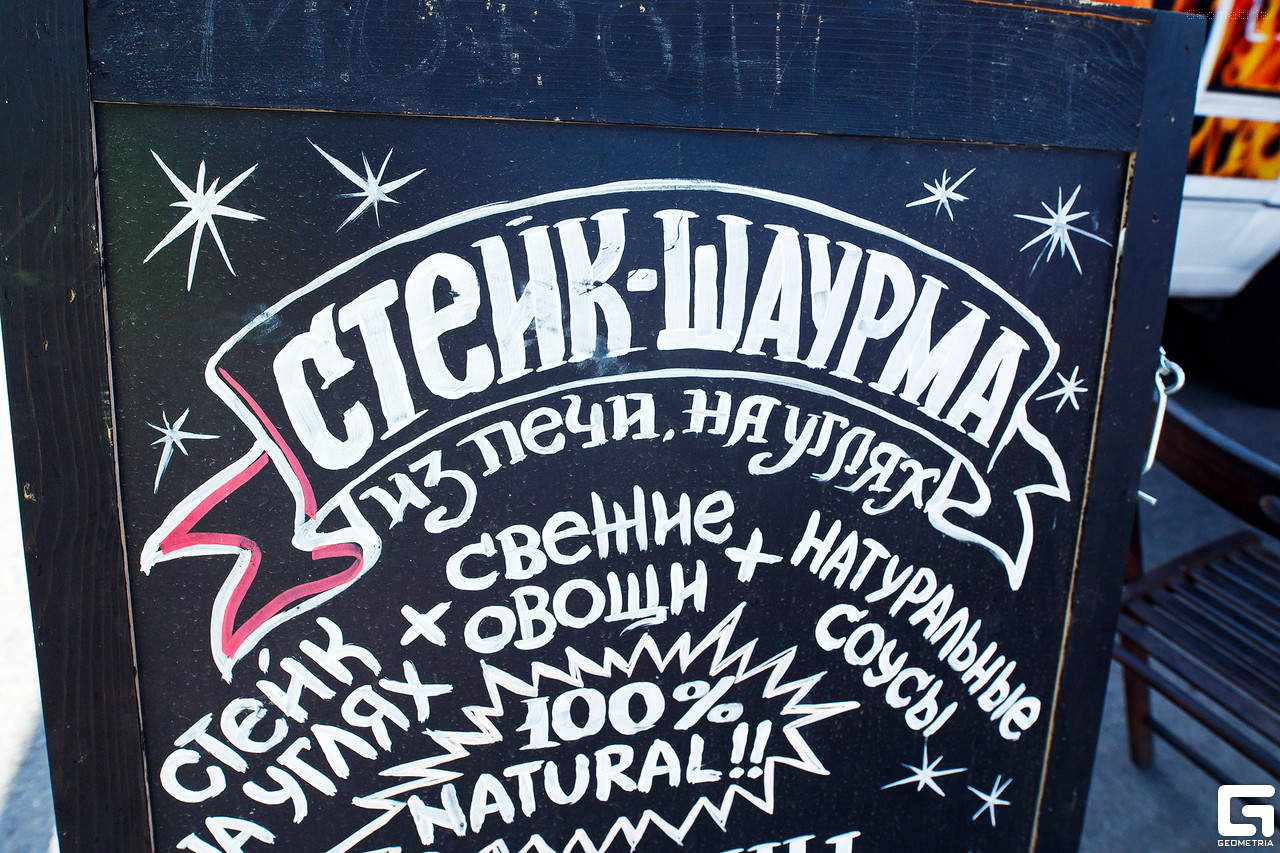 СТЕЙК-ШАУРМА
ИЗ ПЕЧИ, НА УГЛЯХ
СТЕЙК
НА УГЛЯХ
+
+
СВЕЖИЕ
ОВОЩИ
+
НАТУРАЛЬНЫЕ
СОУСЫ
100%
NATURAL!!
GEOMETRIA